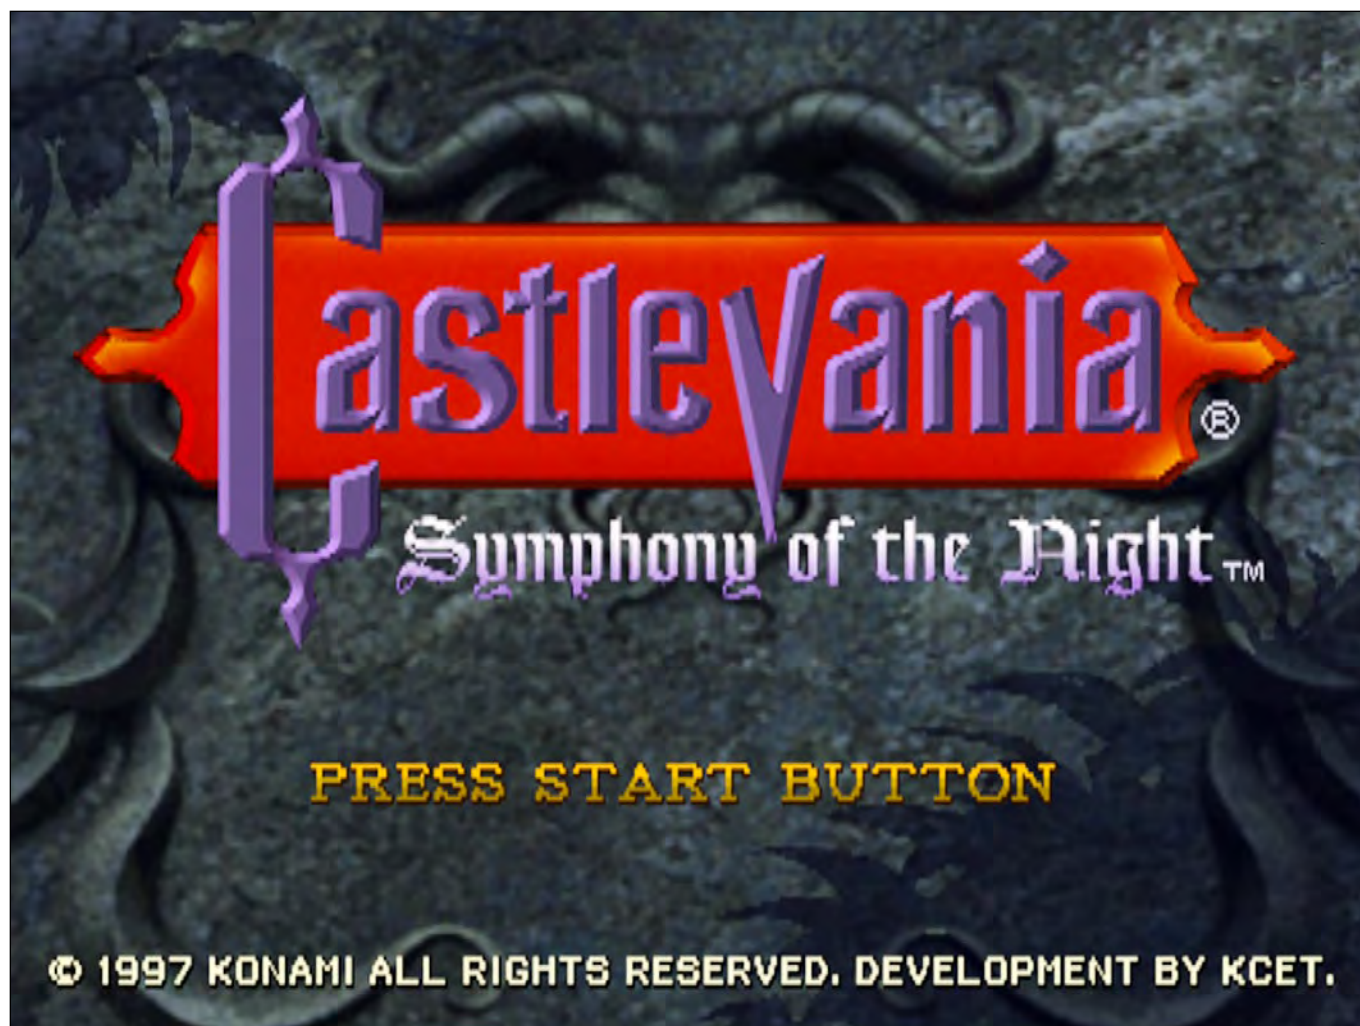 Castlevania®
Symphony of the Night™
PRESS START BUTTON
© 1997 KONAMI ALL RIGHTS RESERVED. DEVELOPMENT BY KCET.